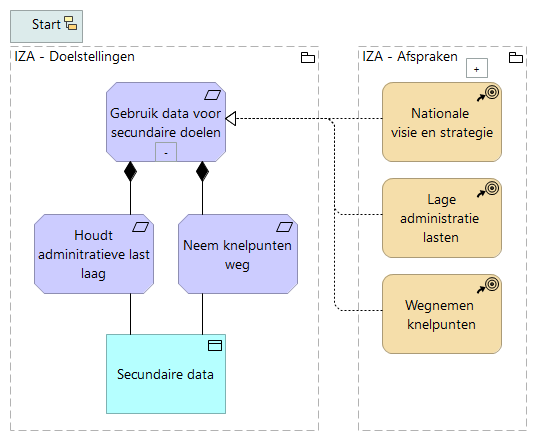 Start
IZA - Doelstellingen
Gebruik data voor
secundaire doelen
-
Houdt
adminitratieve last
laag
Neem knelpunten
weg
Secundaire data
IZA - Afspraken
+
Nationale
visie en strategie
Lage
administratie
lasten
Wegnemen
knelpunten